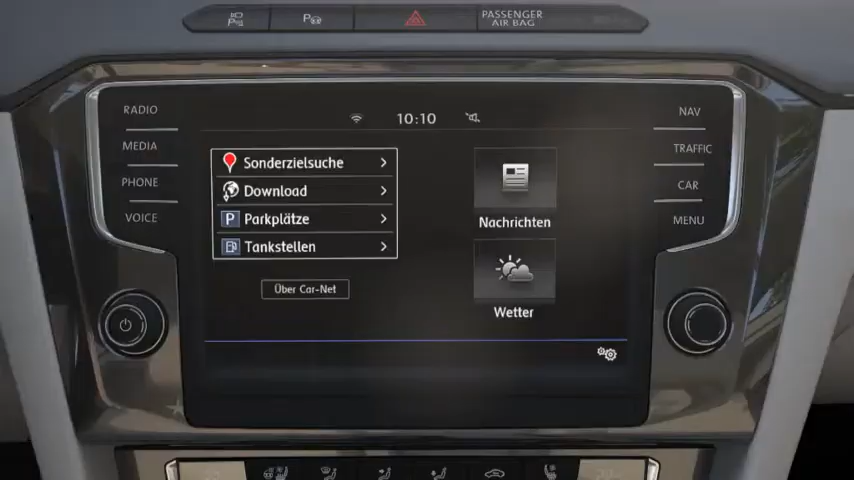 P
PASSENGER
AIR BAG
RADIO
MEDIA
PHONE
VOICE
10:10
NAV
TRAFFIC
CAR
MENU
Sonderzielsuche
Download
P Parkplätze
Tankstellen
Über Car-Net
Nachrichten
Wetter